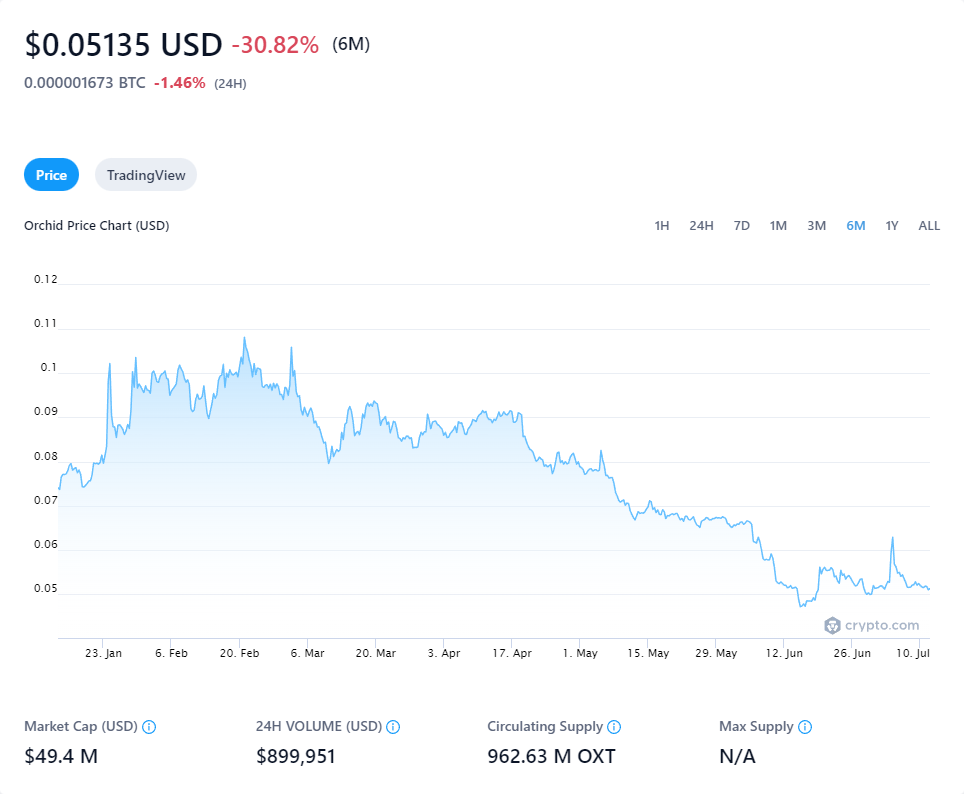 $0.05135 USD -30.82% (6M)
0.000001673 BTC -1.46% (24H)
Price TradingView
Orchid Price Chart (USD) 1H 24H 7D 1M 3M 6M 1Y ALL
0.12
0.11
0.1
0.09
0.08
0.07
0.06
0.05
crypto.com
23. Jan 6. Feb 20. Feb 6. Mar 20. Mar 3. Apr 17. Apr 1. May 15. May 29. May 12. Jun 26. Jun 10. Jul
Market Cap (USD) 24H VOLUME (USD) Circulating Supply Max Supply
$49.4 M $899,951 962.63 M OXT N/A